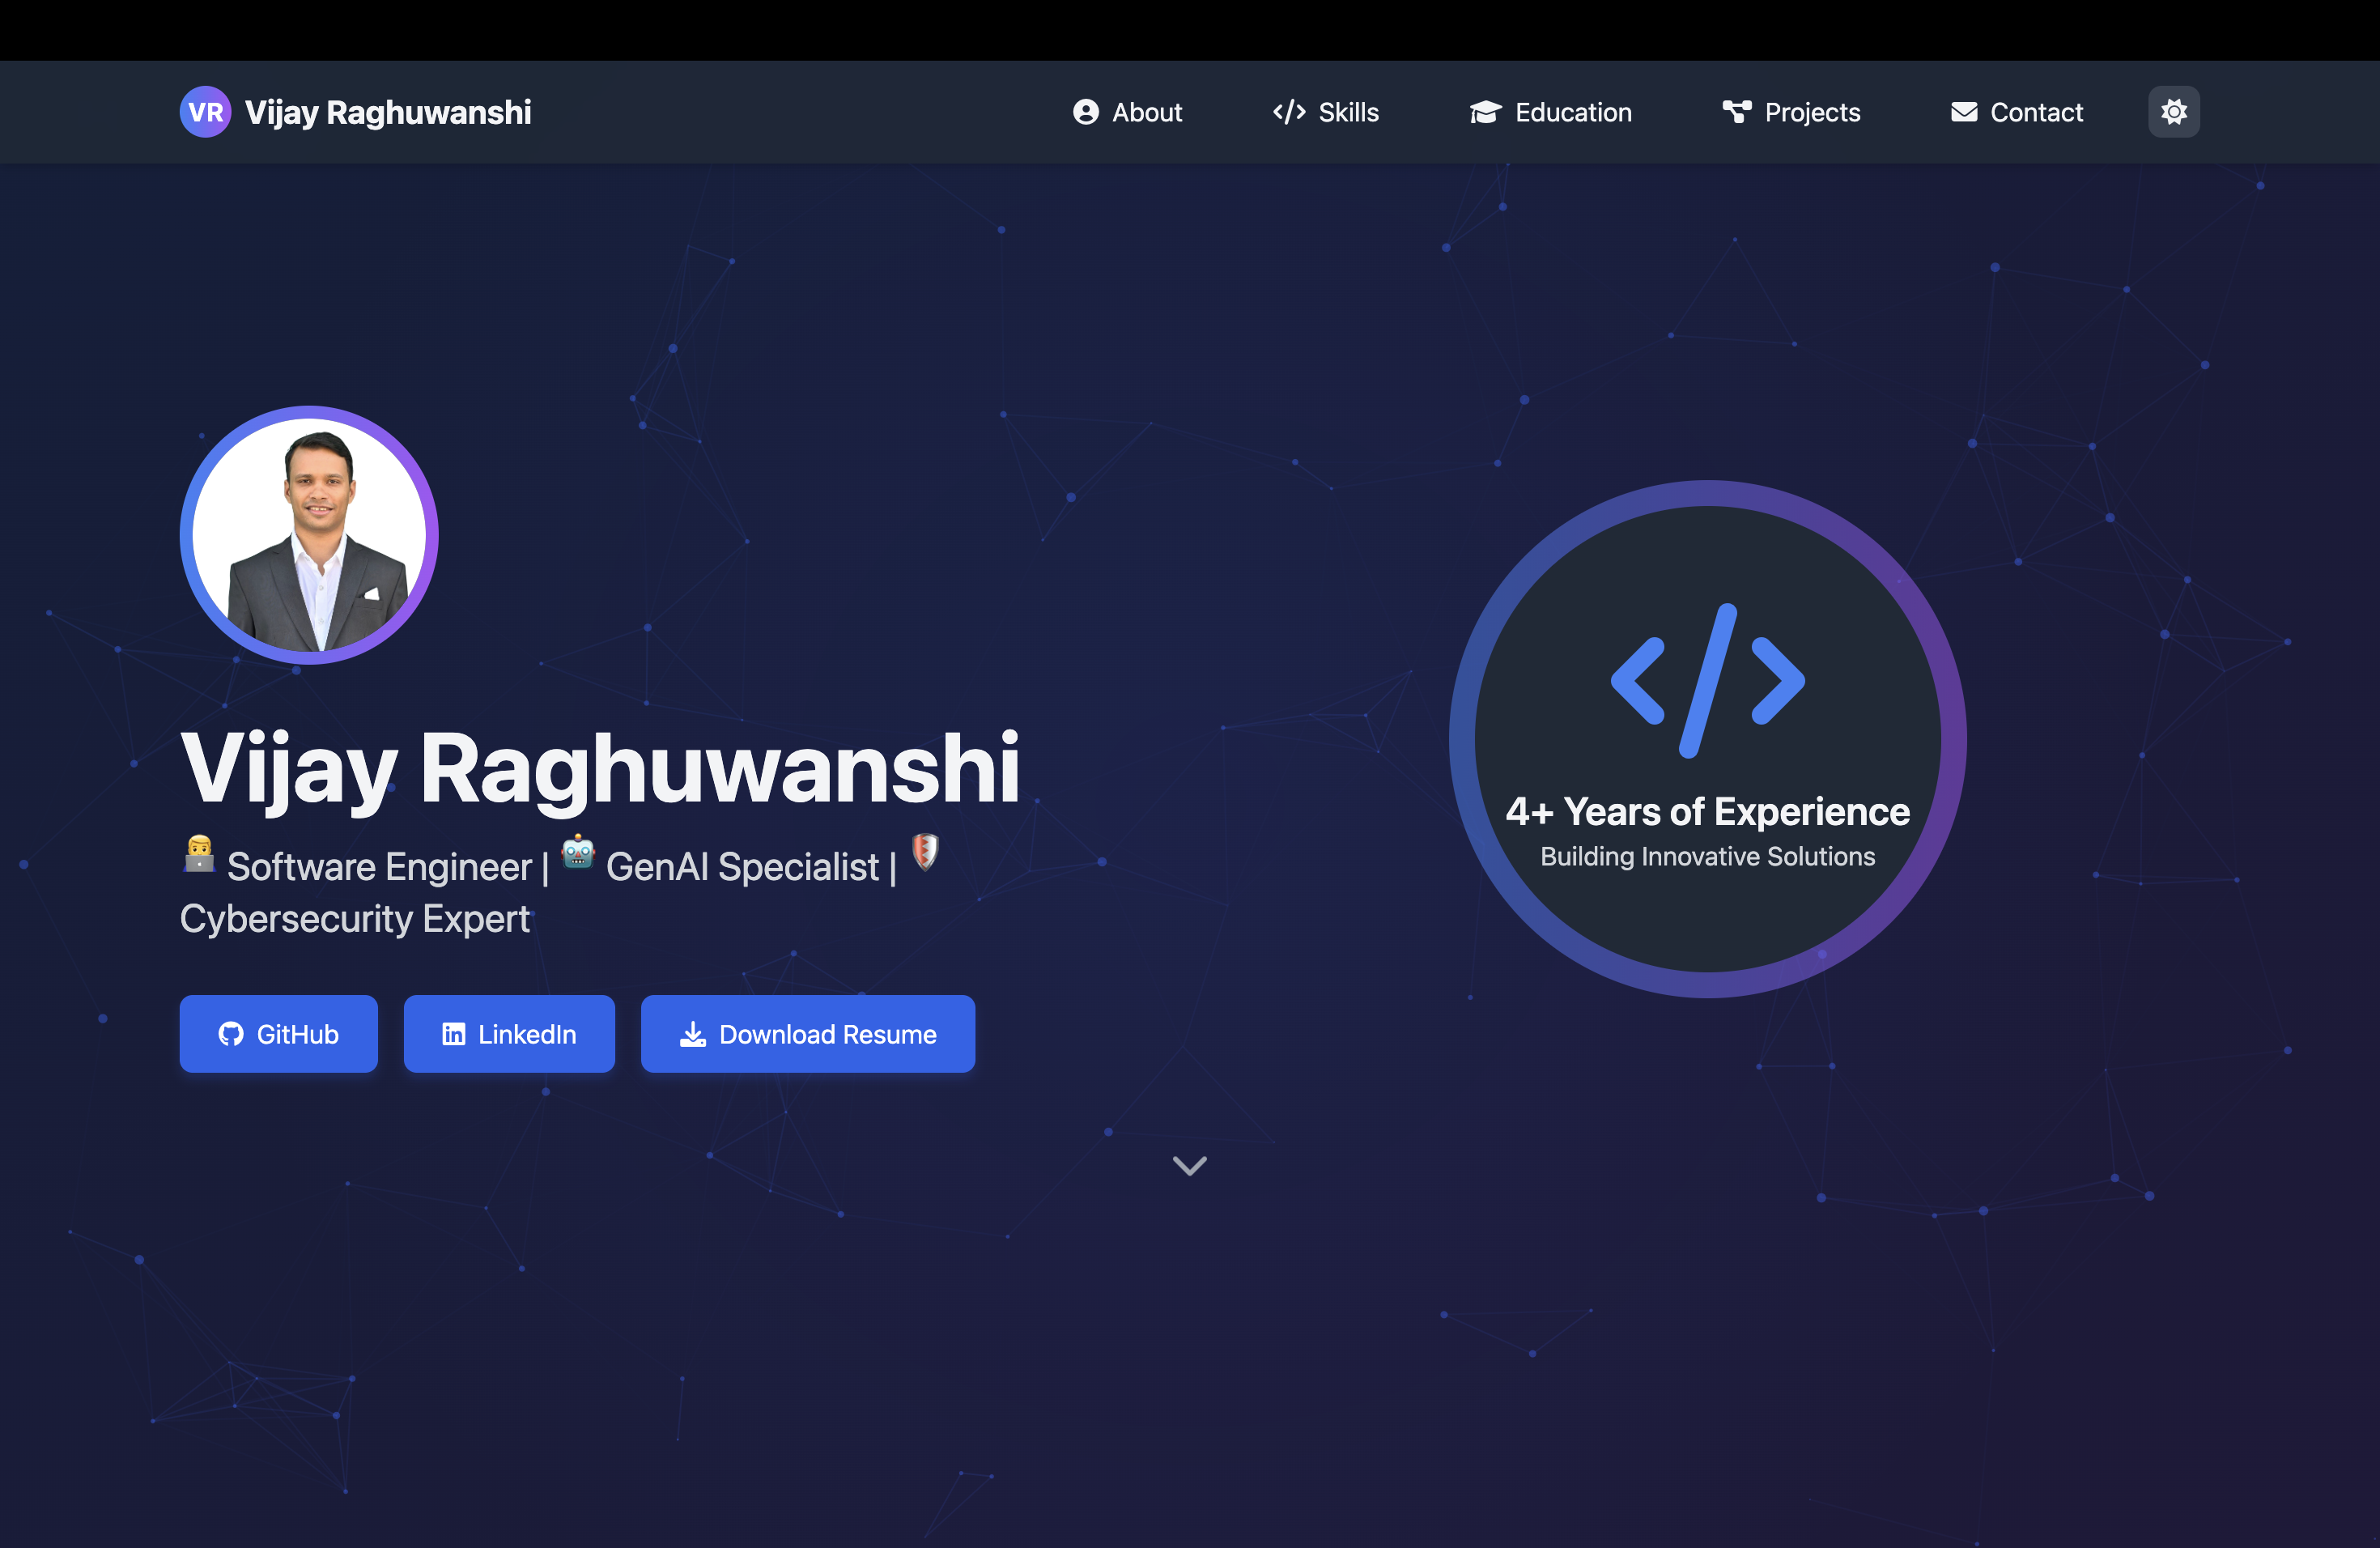 VR Vijay Raghuwanshi
About
Skills
Education
Projects
Contact
Vijay Raghuwanshi
👨‍💻 Software Engineer | 🤖 GenAI Specialist | 🛡️
Cybersecurity Expert
GitHub
LinkedIn
Download Resume
4+ Years of Experience
Building Innovative Solutions